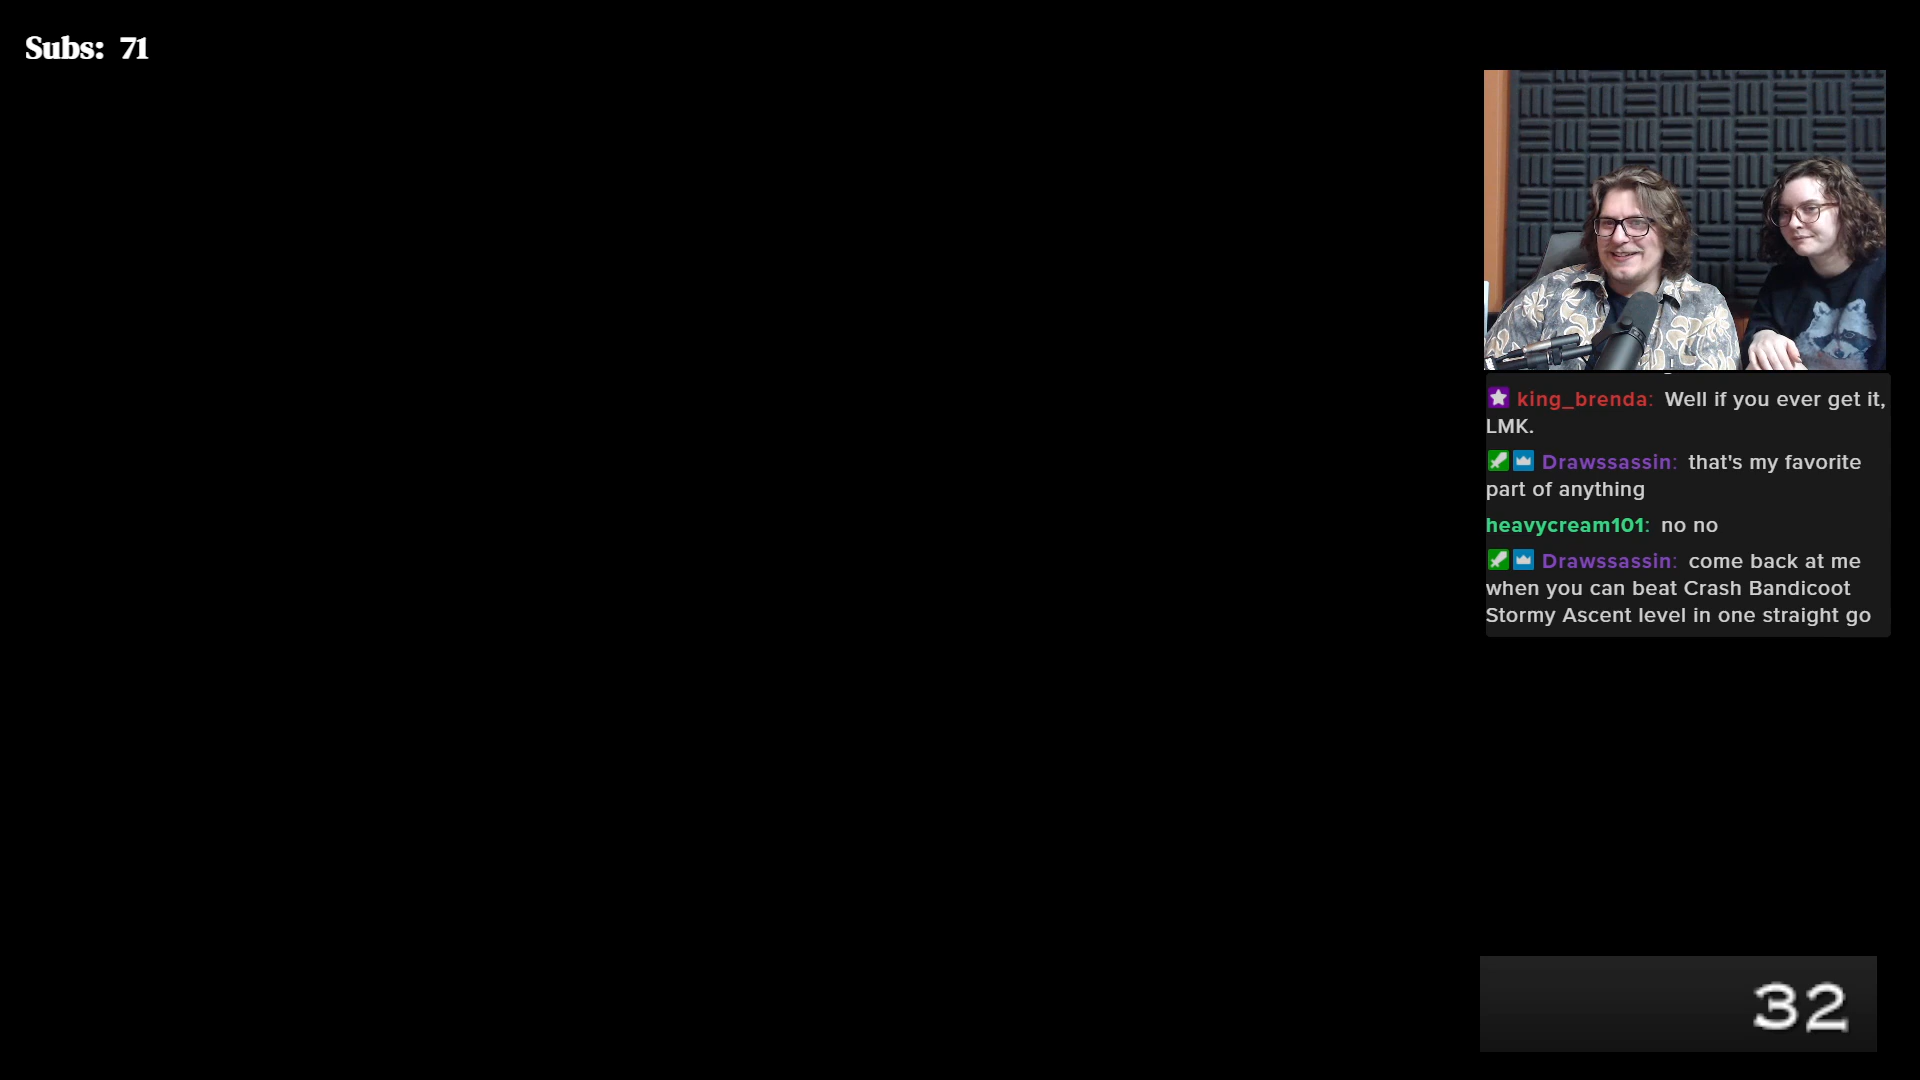 Subs: 71
king_brenda: Well if you ever get it,
LMK.
Drawssassin: that's my favorite
part of anything
heavycream101: no no
Drawssassin: come back at me
when you can beat Crash Bandicoot
Stormy Ascent level in one straight go
32